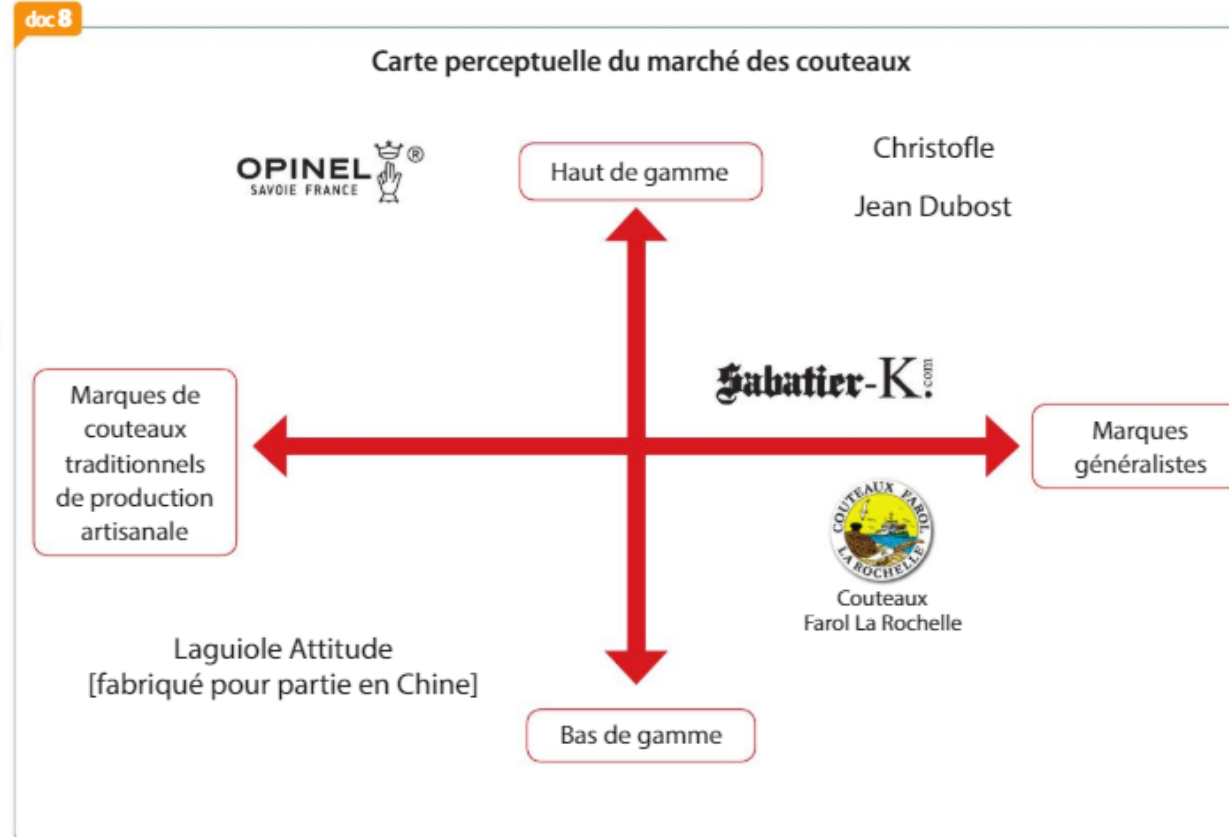 doc 8
Carte perceptuelle du marché des couteaux
OPINEL ®
SAVOIE FRANCE
Haut de gamme
Christofle
Jean Dubost
Sabatier-K.com
Marques de
couteaux
traditionnels
de production
artisanale
Marques
généralistes
COUTEAUX FAROL
LA ROCHELLE
Couteaux
Farol La Rochelle
Laguiole Attitude
[fabriqué pour partie en Chine]
Bas de gamme